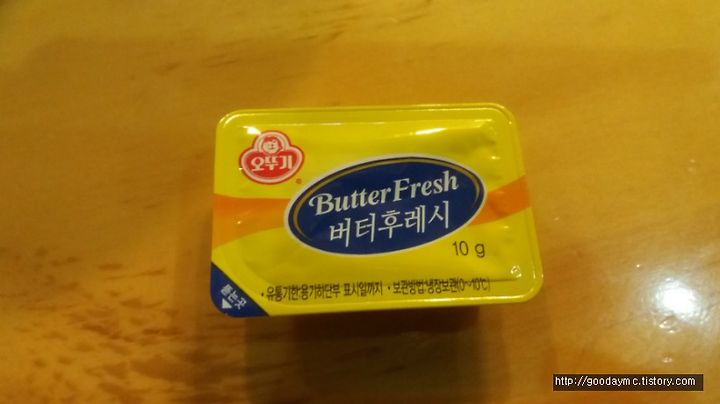 오뚜기
®
Butter Fresh
버터후레시
10 g
뜯는곳
•유통기한:용기하단부 표시일까지 •보관방법:냉장보관(0~10℃)
http://goodaymc.tistory.com